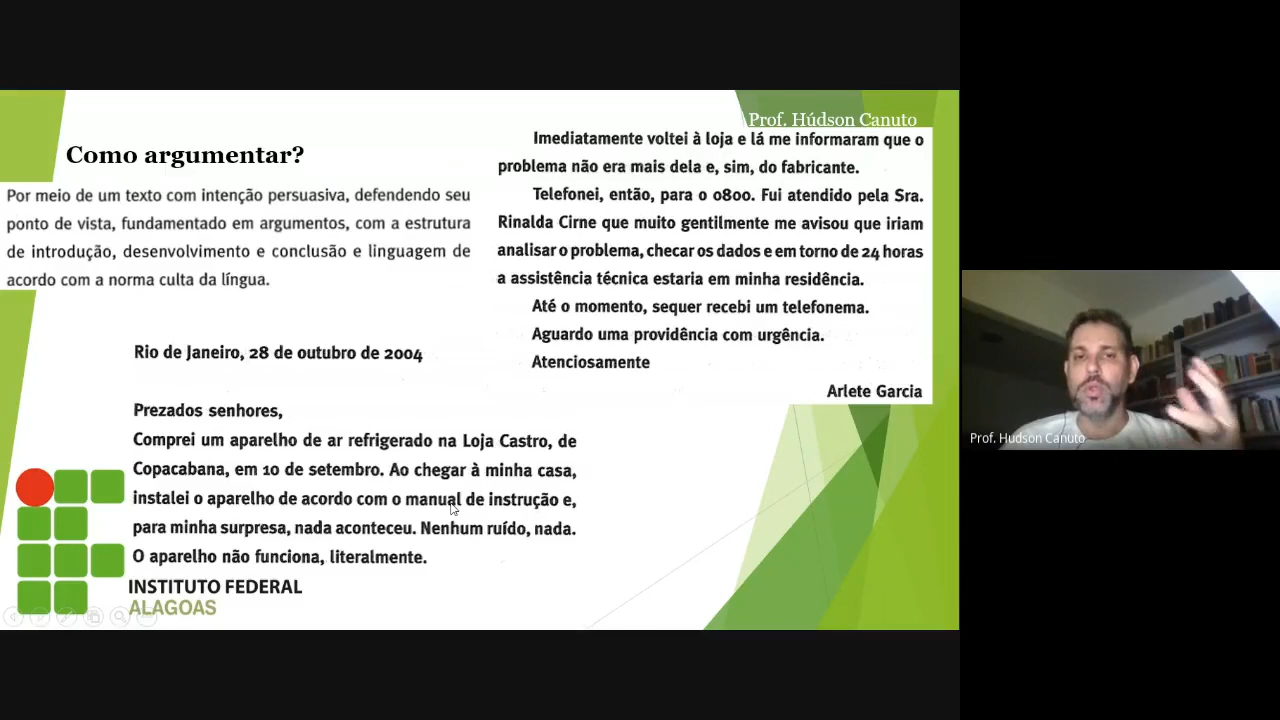 Prof. Húdson Canuto
Como argumentar?
Por meio de um texto com intenção persuasiva, defendendo seu
ponto de vista, fundamentado em argumentos, com a estrutura
de introdução, desenvolvimento e conclusão e linguagem de
acordo com a norma culta da língua.
Rio de Janeiro, 28 de outubro de 2004
Prezados senhores,
Comprei um aparelho de ar refrigerado na Loja Castro, de
Copacabana, em 10 de setembro. Ao chegar à minha casa,
instalei o aparelho de acordo com o manual de instrução e,
para minha surpresa, nada aconteceu. Nenhum ruído, nada.
O aparelho não funciona, literalmente.
Imediatamente voltei à loja e lá me informaram que o
problema não era mais dela e, sim, do fabricante.
Telefonei, então, para o 0800. Fui atendido pela Sra.
Rinalda Cirne que muito gentilmente me avisou que iriam
analisar o problema, checar os dados e em torno de 24 horas
a assistência técnica estaria em minha residência.
Até o momento, sequer recebi um telefonema.
Aguardo uma providência com urgência.
Atenciosamente
Arlete Garcia
INSTITUTO FEDERAL
ALAGOAS
Prof. Hudson Canuto